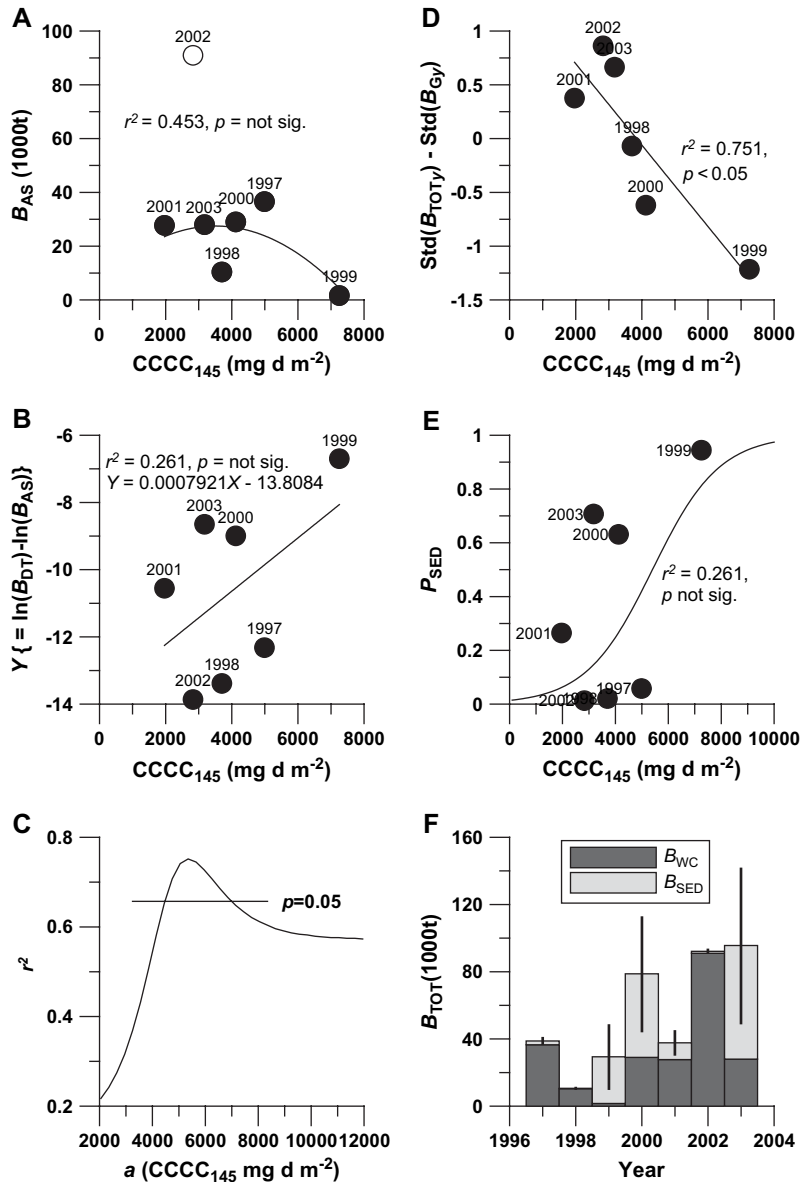 A
2002
100
80
60
40
20
0
B_AS (1000t)
r² = 0.453, p = not sig.
2001
2003
2000
1997
1998
1999
0 2000 4000 6000 8000
CCCC₁₄₅ (mg d m⁻²)
D
1
0.5
0
-0.5
-1
-1.5
Std(B_TOTy) - Std(B_Gy)
2002
2003
2001
1998
2000
1999
r² = 0.751,
p < 0.05
0 2000 4000 6000 8000
CCCC₁₄₅ (mg d m⁻²)
B
-6
-8
-10
-12
-14
Y { = ln(B_DT)-ln(B_AS)}
r² = 0.261, p = not sig.
Y = 0.0007921X - 13.8084
1999
2003
2000
2001
1997
1998
2002
0 2000 4000 6000 8000
CCCC₁₄₅ (mg d m⁻²)
E
1
0.8
0.6
0.4
0.2
0
P_SED
1999
2003
2000
r² = 0.261,
p not sig.
2001
2002
1998
1997
0 2000 4000 6000 8000 10000
CCCC₁₄₅ (mg d m⁻²)
C
0.8
0.6
0.4
0.2
r²
p=0.05
2000 4000 6000 8000 10000 12000
a (CCCC₁₄₅ mg d m⁻²)
F
160
120
80
40
0
B_TOT(1000t)
B_WC
B_SED
1996 1998 2000 2002 2004
Year